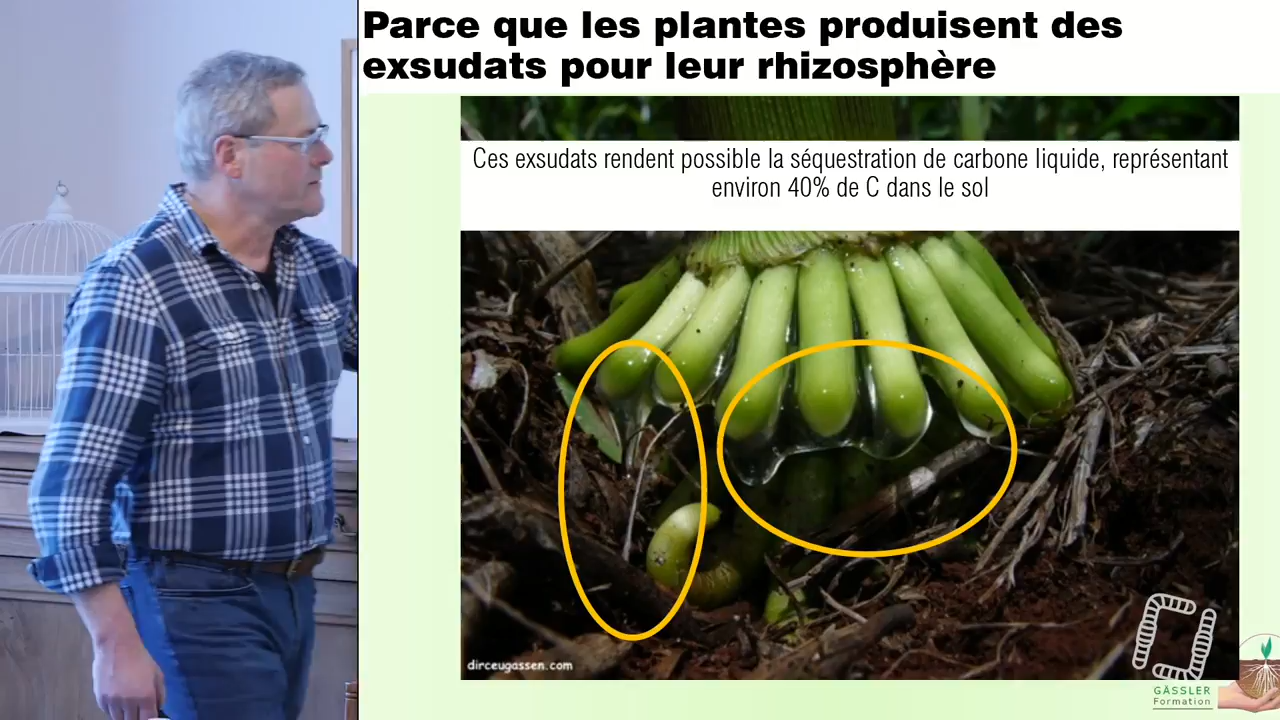 Parce que les plantes produisent des
exsudats pour leur rhizosphère
Ces exsudats rendent possible la séquestration de carbone liquide, représentant
environ 40% de C dans le sol
dirceugassen.com
GÄSSLER
Formation